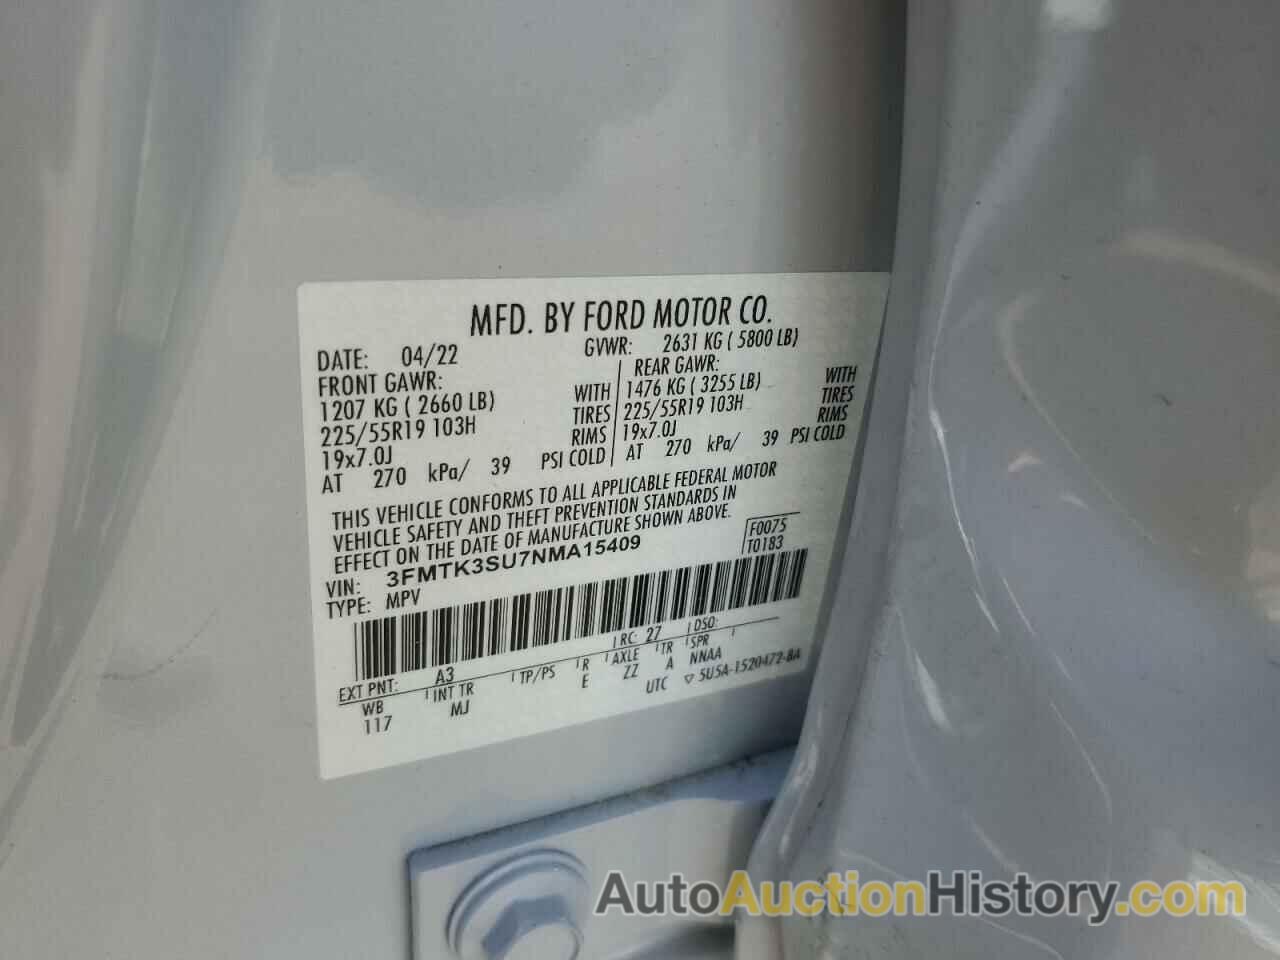 MFD. BY FORD MOTOR CO.
DATE: 04/22 GVWR: 2631 KG ( 5800 LB)
FRONT GAWR: REAR GAWR:
1207 KG ( 2660 LB) WITH 1476 KG ( 3255 LB) WITH
225/55R19 103H TIRES 225/55R19 103H TIRES
19x7.0J RIMS 19x7.0J RIMS
AT 270 kPa/ 39 PSI COLD AT 270 kPa/ 39 PSI COLD
THIS VEHICLE CONFORMS TO ALL APPLICABLE FEDERAL MOTOR
VEHICLE SAFETY AND THEFT PREVENTION STANDARDS IN
EFFECT ON THE DATE OF MANUFACTURE SHOWN ABOVE.
F0075
VIN: 3FMTK3SU7NMA15409 T0183
TYPE: MPV
EXT PNT: A3 RC: 27 DSO:
WB INT TR TP/PS R AXLE TR SPR
117 MJ E ZZ A NNAA
UTC ▽ 5U5A-1520472-BA
AutoAuctionHistory.com